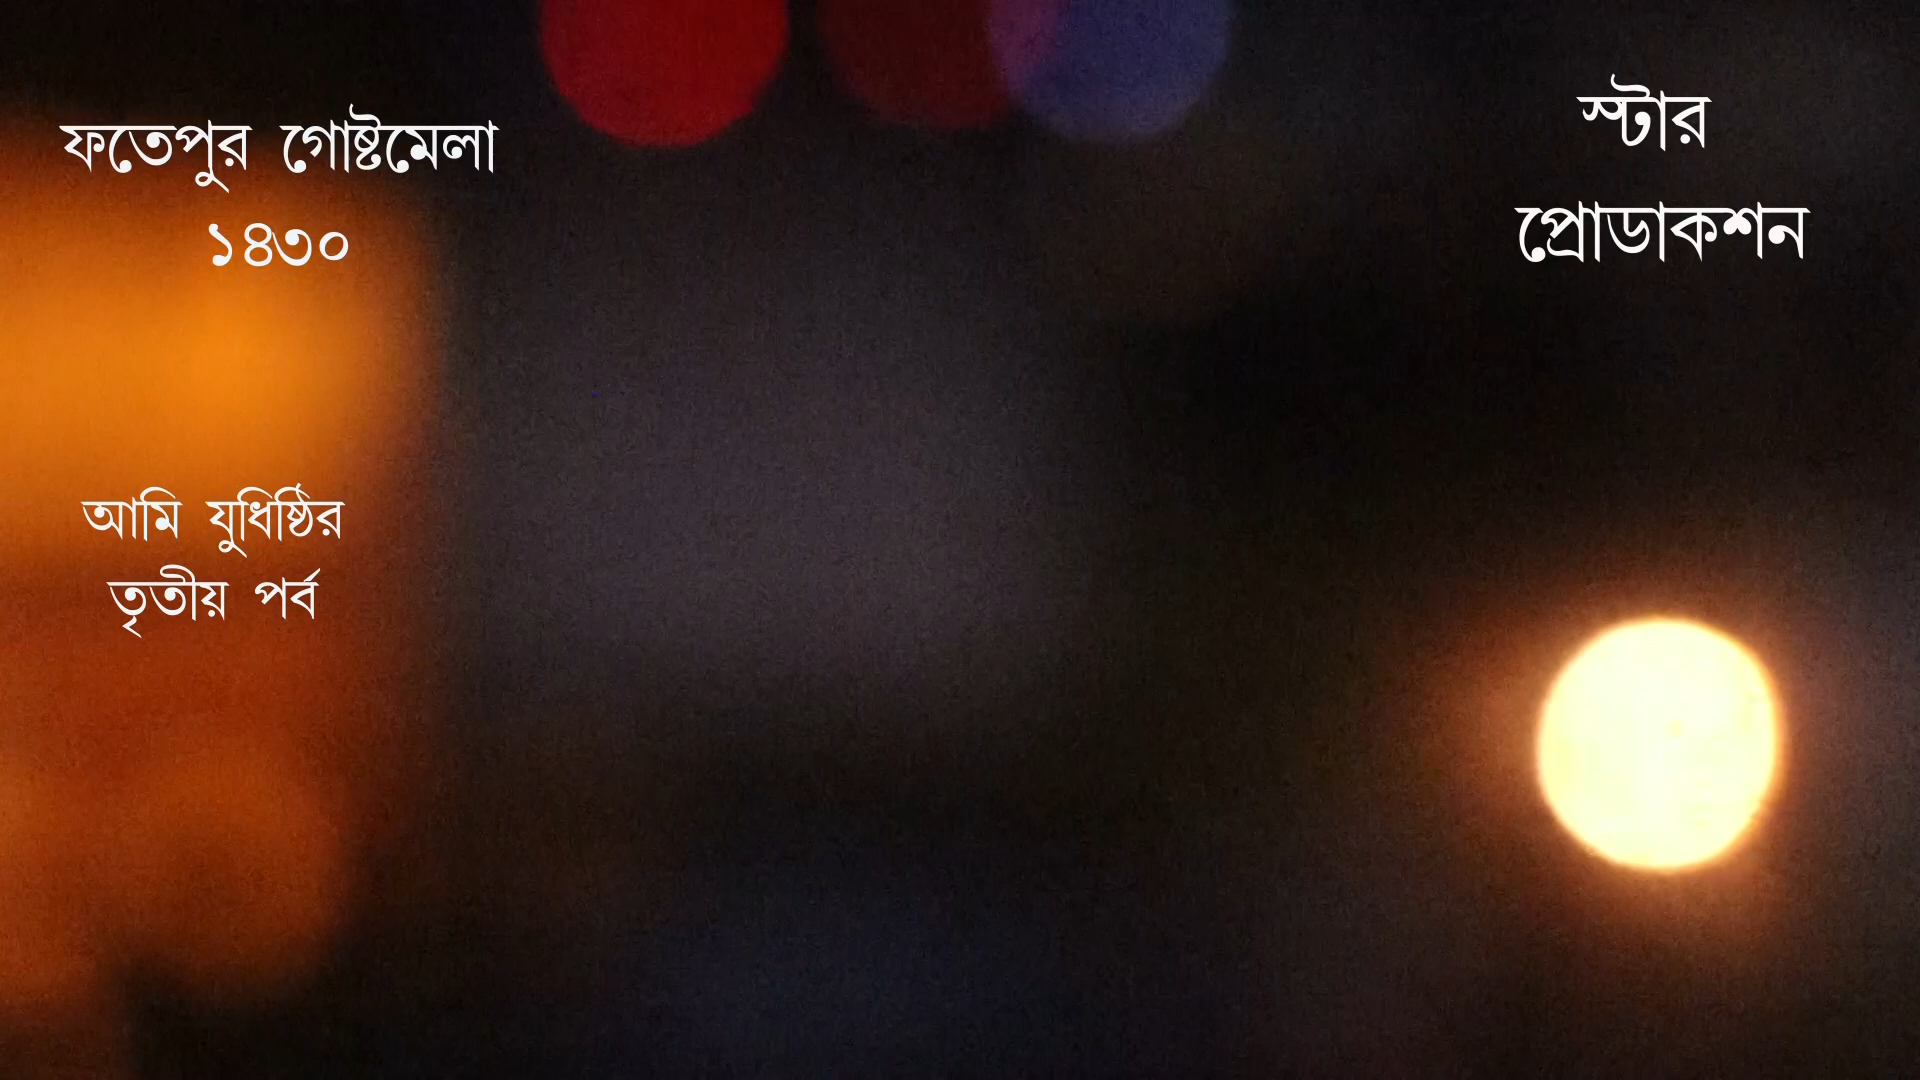 ফতেপুর গোষ্টমেলা
১৪৩০
স্টার
প্রোডাকশন
আমি যুধিষ্ঠির
তৃতীয় পর্ব